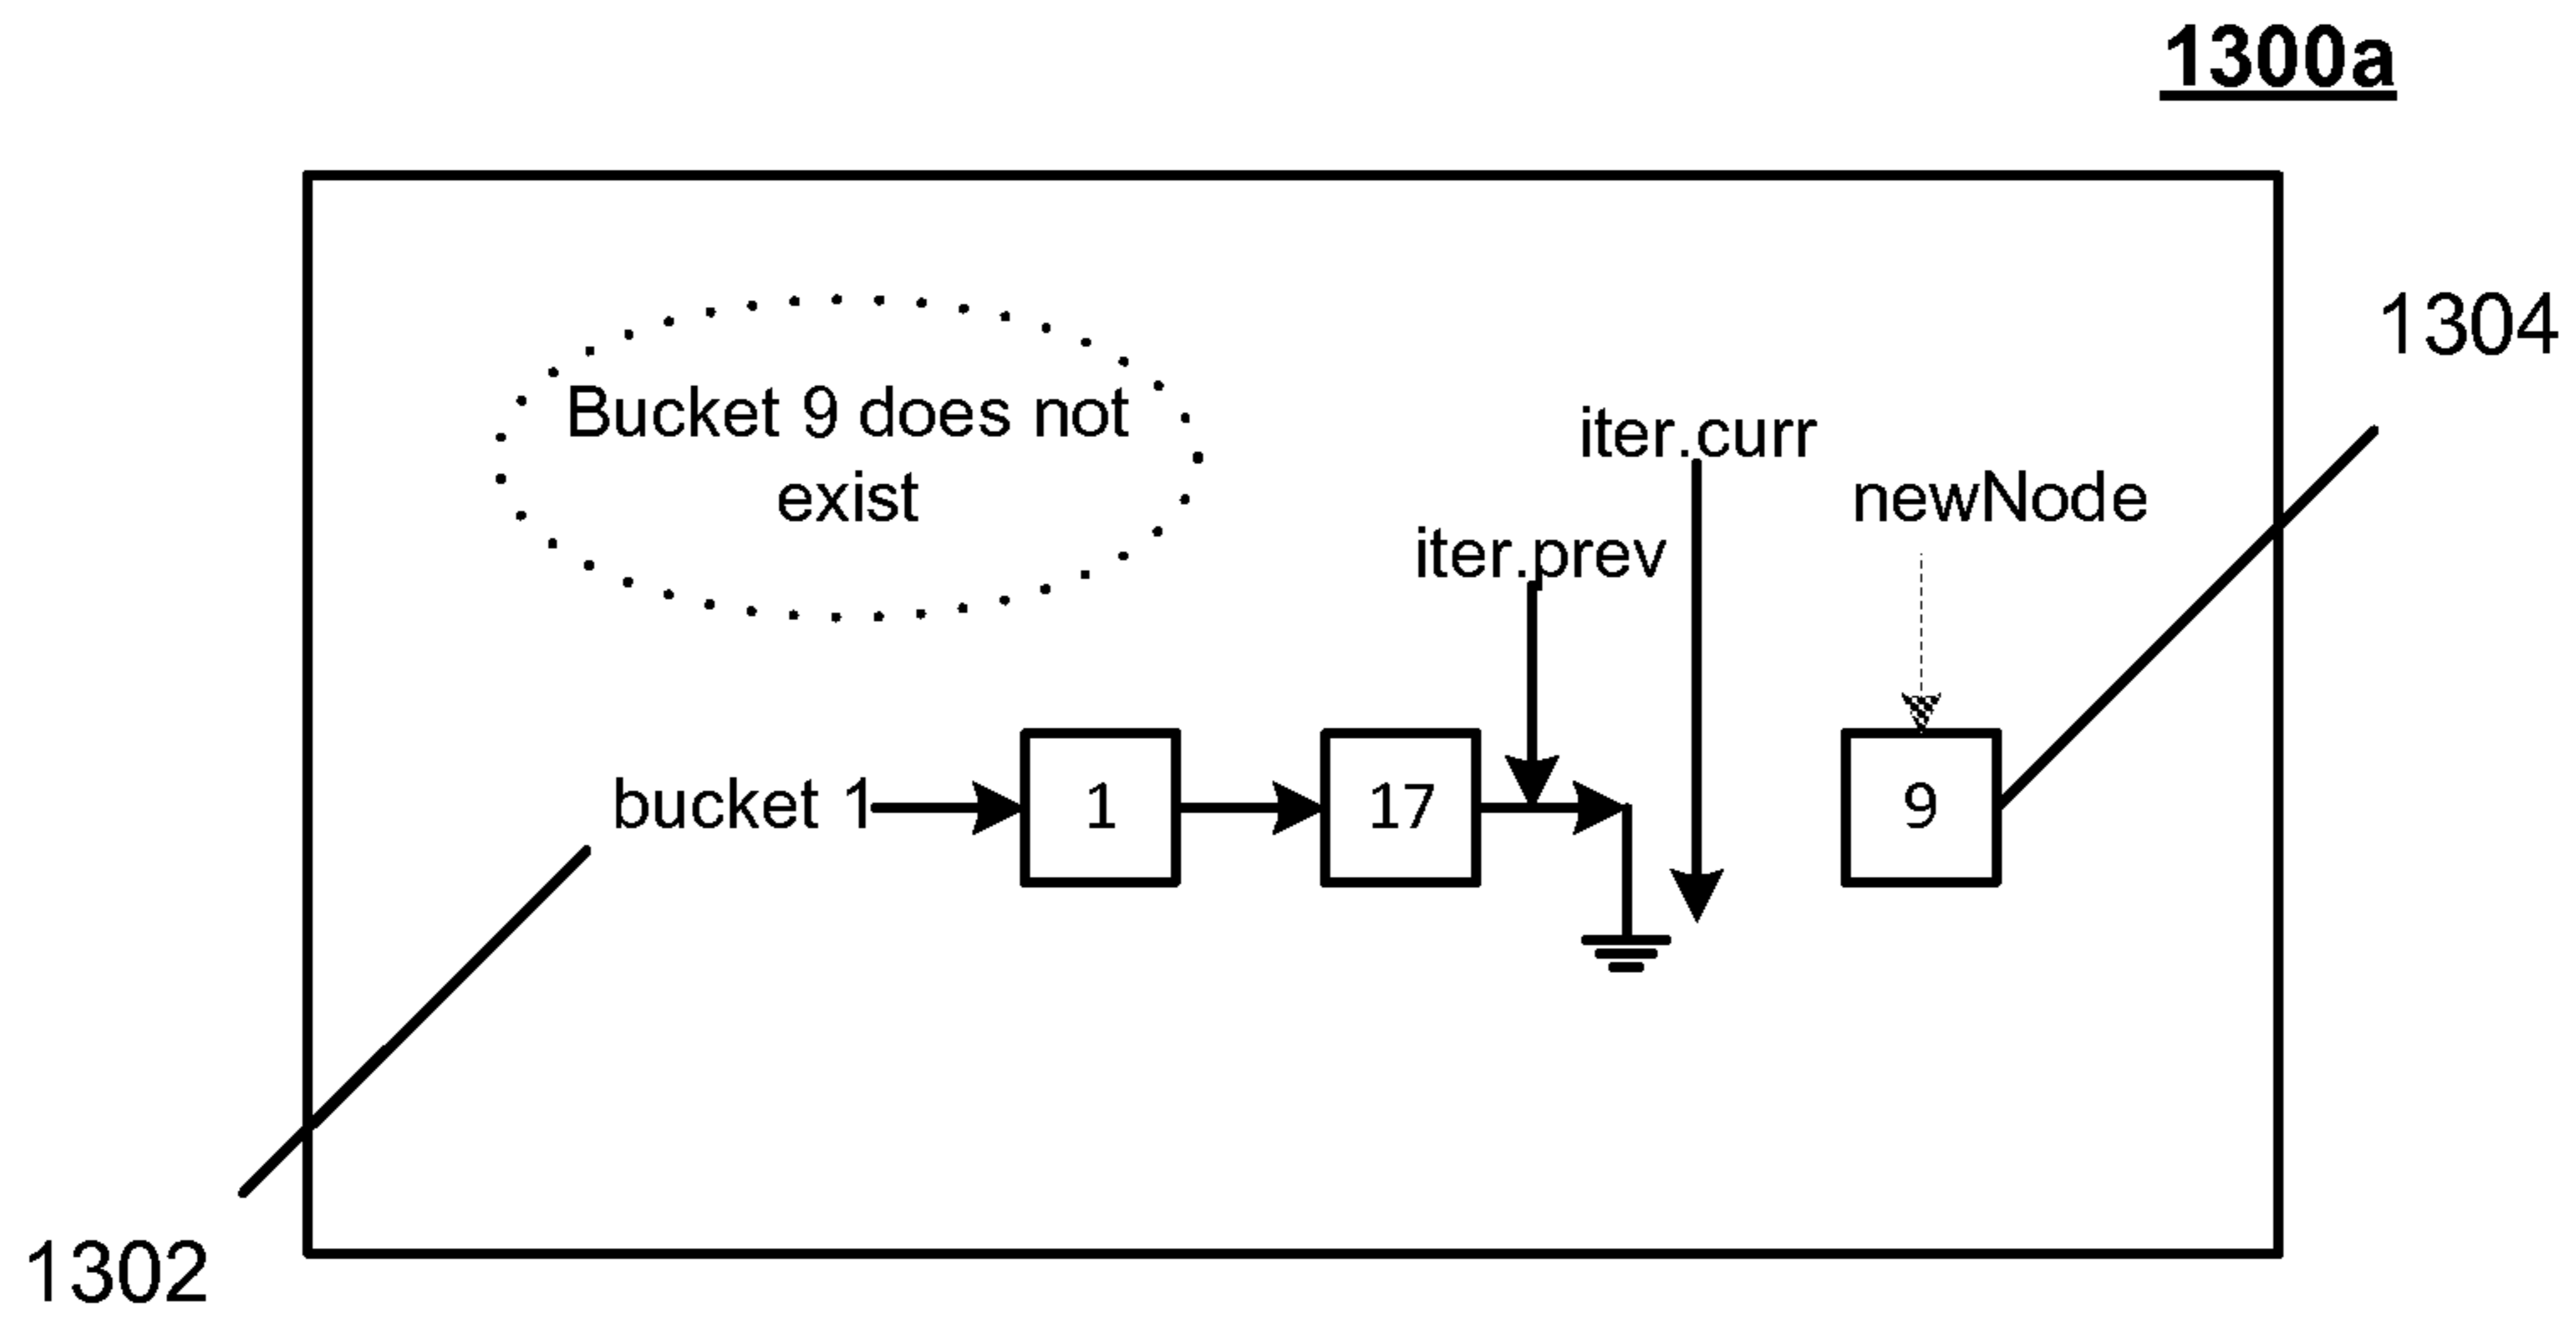 1300a
1304
Bucket 9 does not
exist
iter.curr
newNode
iter.prev
bucket 1
1
17
9
1302